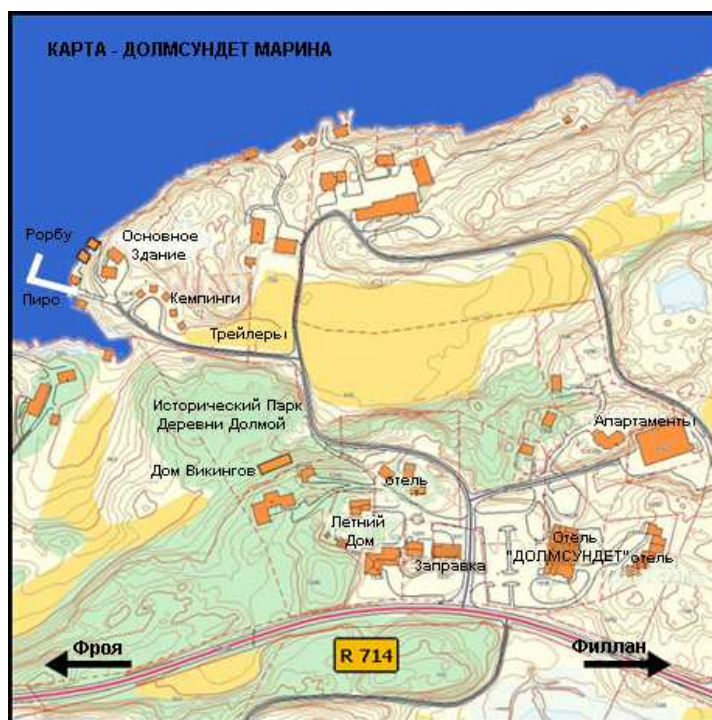 КАРТА - ДОЛМСУНДЕТ МАРИНА
Рорбу
Основное
Здание
Пирс
Кемпинги
Трейлеры
Исторический Парк
Деревни Долмой
Апартаменты
Дом Викингов
отель
Летний
Дом
Заправка
Отель
"ДОЛМСУНДЕТ"
отель
Фроя
R 714
Филлан